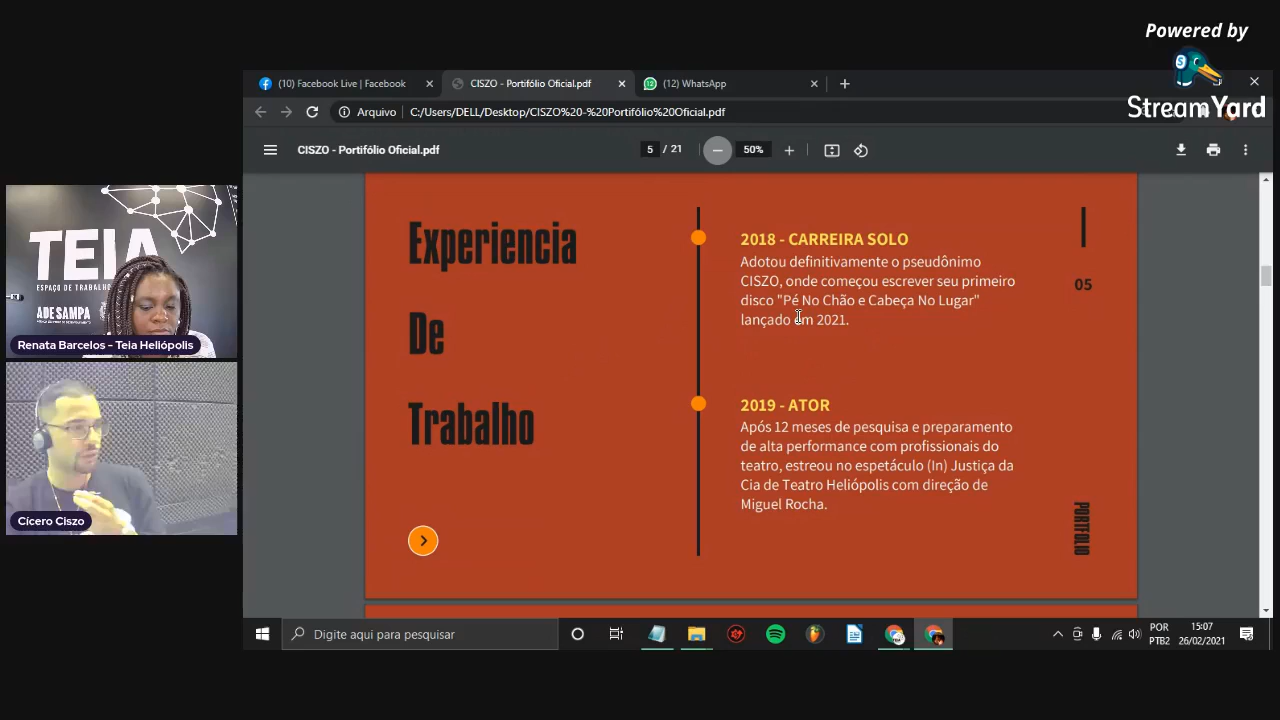 Powered by
StreamYard
(10) Facebook Live | Facebook
CISZO - Portifólio Oficial.pdf
(12) WhatsApp
Arquivo
C:/Users/DELL/Desktop/CISZO%20-%20Portifólio%20Oficial.pdf
CISZO - Portifólio Oficial.pdf
5 / 21
50%
TEIA
ESPAÇO DE TRABALHO
ADE SAMPA
Renata Barcelos – Teia Heliópolis
Cícero Ciszo
Experiencia
De
Trabalho
2018 - CARREIRA SOLO
Adotou definitivamente o pseudônimo
CISZO, onde começou escrever seu primeiro
disco "Pé No Chão e Cabeça No Lugar"
lançado em 2021.
2019 - ATOR
Após 12 meses de pesquisa e preparamento
de alta performance com profissionais do
teatro, estreou no espetáculo (In) Justiça da
Cia de Teatro Heliópolis com direção de
Miguel Rocha.
05
PORTFOLIO
Digite aqui para pesquisar
POR
PTB2
15:07
26/02/2021